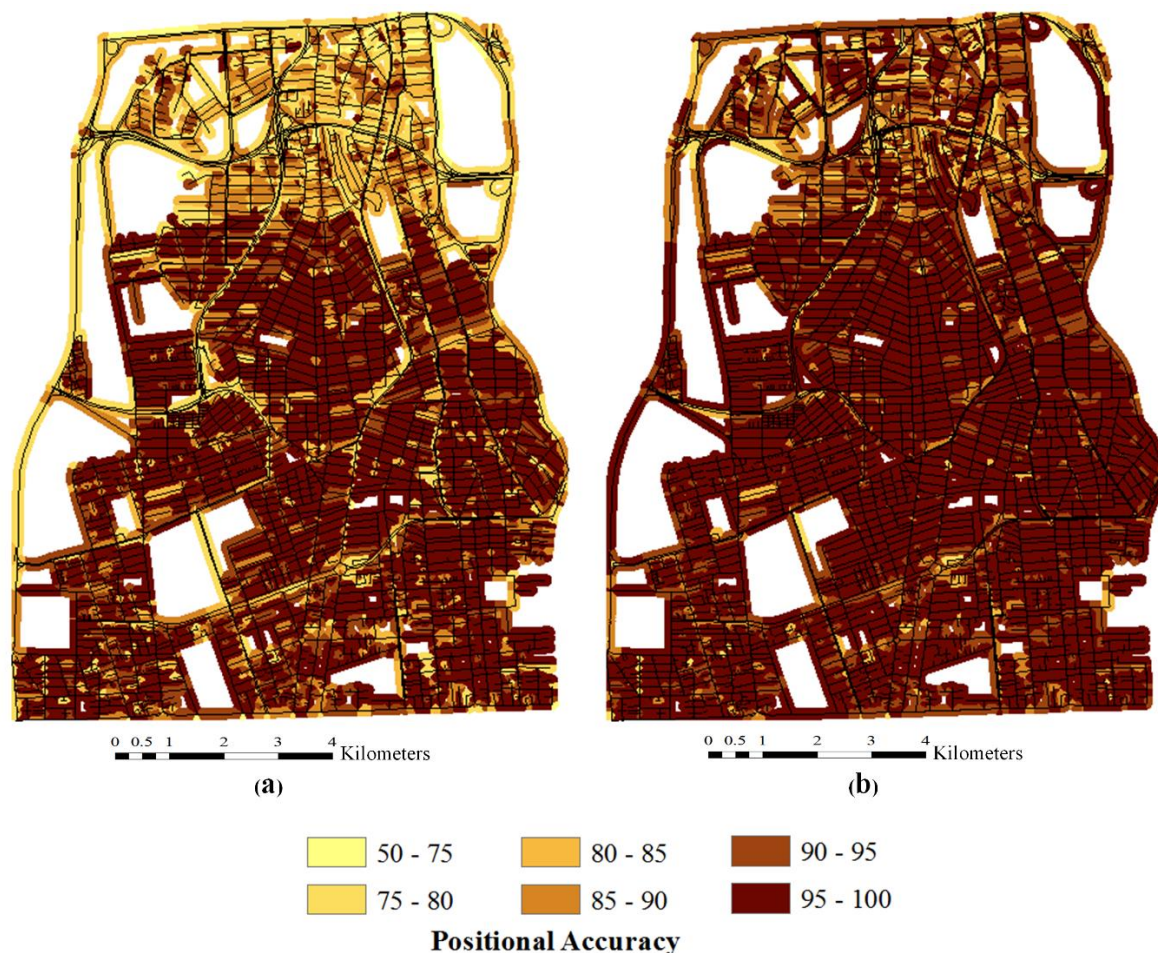 0 0.5 1 2 3 4
Kilometers
(a)
0 0.5 1 2 3 4
Kilometers
(b)
50 - 75
80 - 85
90 - 95
75 - 80
85 - 90
95 - 100
Positional Accuracy